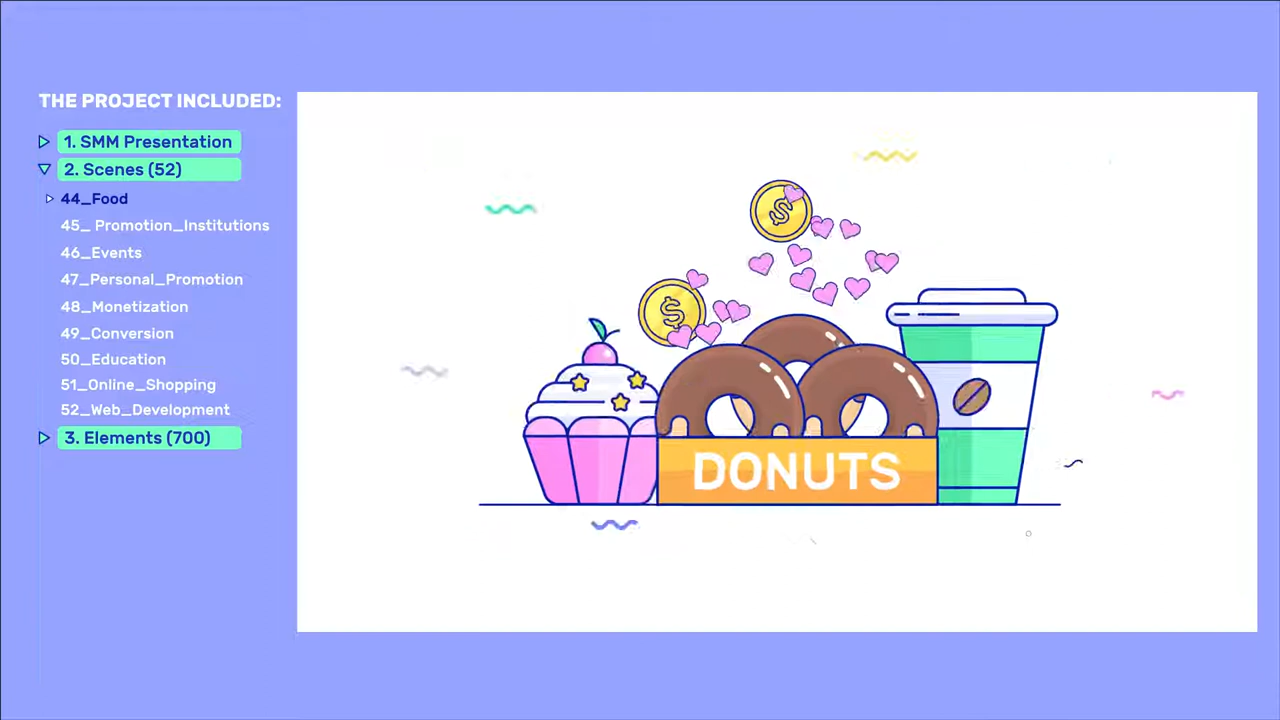 THE PROJECT INCLUDED:
1. SMM Presentation
2. Scenes (52)
44_Food
45_ Promotion_Institutions
46_Events
47_Personal_Promotion
48_Monetization
49_Conversion
50_Education
51_Online_Shopping
52_Web_Development
3. Elements (700)
$
$
DONUTS